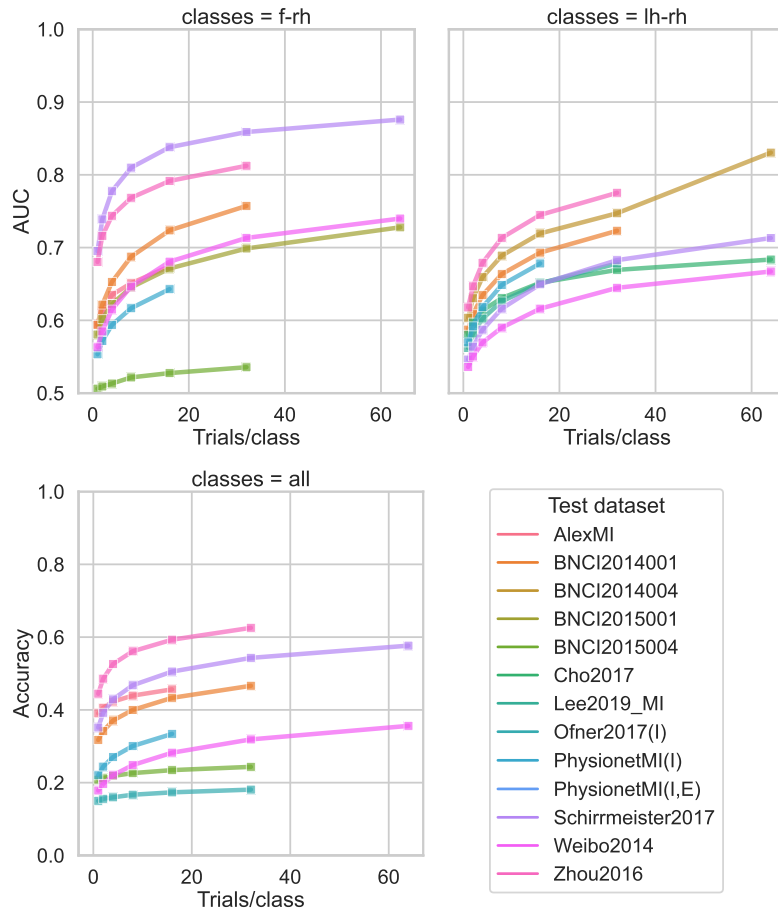 classes = f-rh
classes = lh-rh
1.0
0.9
0.8
AUC
0.7
0.6
0.5
0
20
40
60
Trials/class
0
20
40
60
Trials/class
classes = all
1.0
0.8
0.6
Accuracy
0.4
0.2
0.0
0
20
40
60
Trials/class
Test dataset
AlexMI
BNCI2014001
BNCI2014004
BNCI2015001
BNCI2015004
Cho2017
Lee2019_MI
Ofner2017(I)
PhysionetMI(I)
PhysionetMI(I,E)
Schirrmeister2017
Weibo2014
Zhou2016